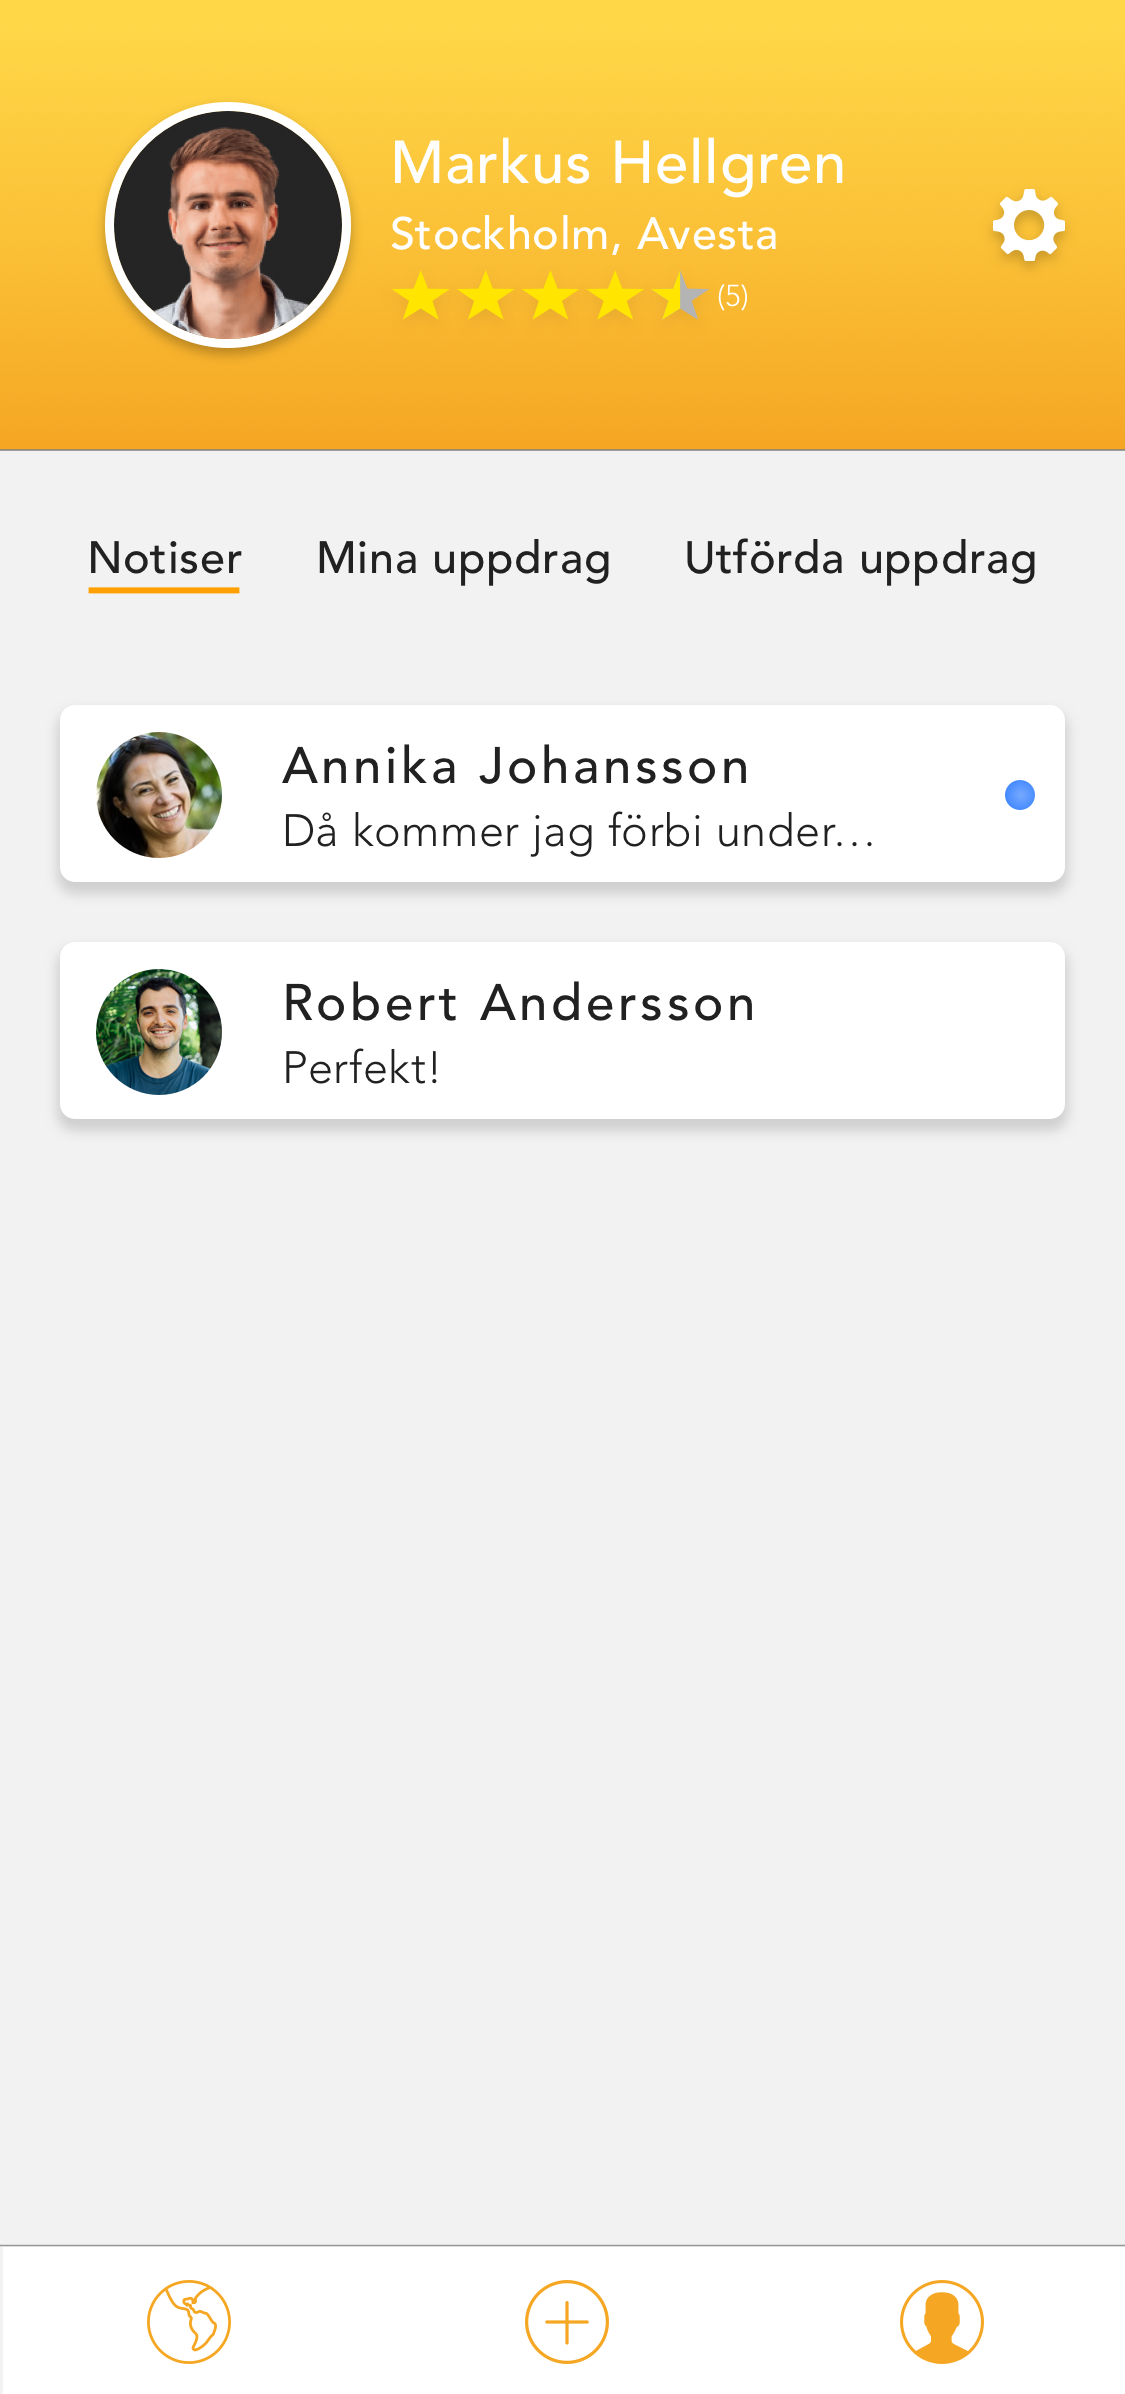 Markus Hellgren
Stockholm, Avesta
(5)
Notiser Mina uppdrag Utförda uppdrag
Annika Johansson
Då kommer jag förbi under...
Robert Andersson
Perfekt!